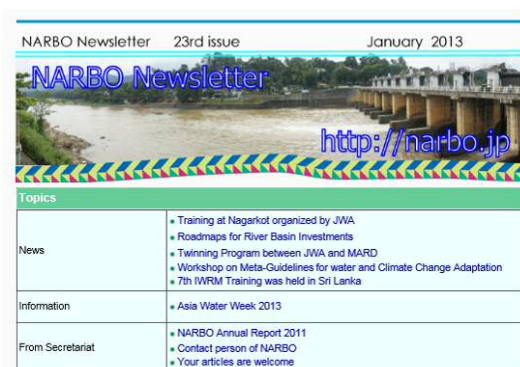 NARBO Newsletter 23rd issue January 2013
NARBO Newsletter
http://narbo.jp
Topics
News
Training at Nagarkot organized by JWA
Roadmaps for River Basin Investments
Twinning Program between JWA and MARD
Workshop on Meta-Guidelines for water and Climate Change Adaptation
7th IWRM Training was held in Sri Lanka
Information
Asia Water Week 2013
From Secretariat
NARBO Annual Report 2011
Contact person of NARBO
Your articles are welcome